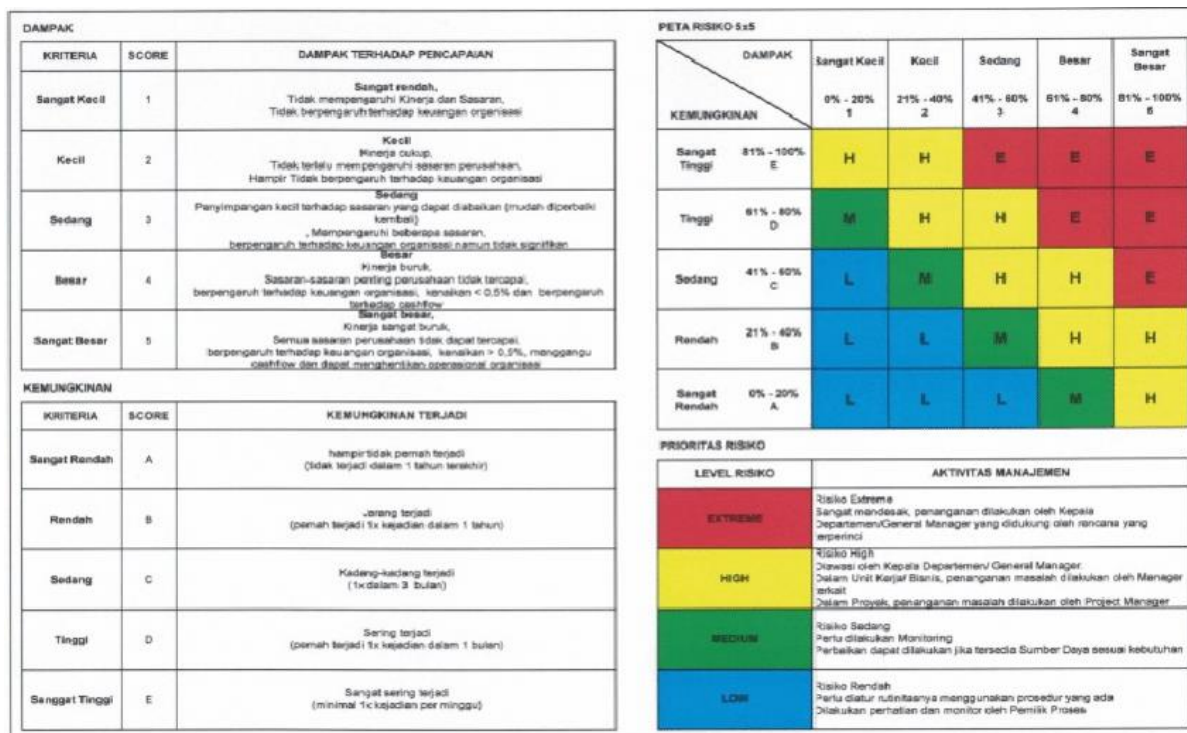 DAMPAK
KRITERIA SCORE DAMPAK TERHADAP PENCAPAIAN
Sangat Kecil 1 Sangat rendah,
Tidak mempengaruhi Kinerja dan Sasaran,
Tidak berpengaruh terhadap keuangan organisasi
Kecil 2 Kecil
Kinerja cukup,
Tidak terlalu mempengaruhi sasaran perusahaan,
Hampir Tidak berpengaruh terhadap keuangan organisasi
Sedang 3 Sedang
Penyimpangan kecil terhadap sasaran yang dapat diabaikan (mudah diperbaiki
kembali)
, Mempengaruhi beberapa sasaran,
berpengaruh terhadap keuangan organisasi namun tidak signifikan
Besar 4 Besar
Kinerja buruk,
Sasaran-sasaran penting perusahaan tidak tercapai,
berpengaruh terhadap keuangan organisasi, kenaikan < 0,5% dan berpengaruh
terhadap cashflow
Sangat Besar 5 Sangat besar,
Kinerja sangat buruk,
Semua sasaran perusahaan tidak dapat tercapai,
berpengaruh terhadap keuangan organisasi, kenaikan > 0,5%, menggangu
cashflow dan dapat menghentikan operasional organisasi
KEMUNGKINAN
KRITERIA SCORE KEMUNGKINAN TERJADI
Sangat Rendah A hampir tidak pernah terjadi
(tidak terjadi dalam 1 tahun terakhir)
Rendah B Jarang terjadi
(pernah terjadi 1x kejadian dalam 1 tahun)
Sedang C Kadang-kadang terjadi
(1x dalam 3 bulan)
Tinggi D Sering terjadi
(pernah terjadi 1x kejadian dalam 1 bulan)
Sanggat Tinggi E Sangat sering terjadi
(minimal 1x kejadian per minggu)
PETA RISIKO 5x5
DAMPAK Sangat Kecil Kecil Sedang Besar Sangat Besar
0% - 20% 21% - 40% 41% - 60% 61% - 80% 81% - 100%
KEMUNGKINAN 1 2 3 4 5
Sangat Tinggi 81% - 100% E H H E E E
Tinggi 61% - 80% D M H H E E
Sedang 41% - 60% C L M H H E
Rendah 21% - 40% B L L M H H
Sangat Rendah 0% - 20% A L L L M H
PRIORITAS RISIKO
LEVEL RISIKO AKTIVITAS MANAJEMEN
EXTREME Risiko Extreme
Sangat mendesak, penanganan dilakukan oleh Kepala
Departemen/General Manager yang didukung oleh rencana yang
terperinci
HIGH Risiko High
Diawasi oleh Kepala Departemen/ General Manager.
Dalam Unit Kerja/ Bisnis, penanganan masalah dilakukan oleh Manager
terkait
Dalam Proyek, penanganan masalah dilakukan oleh Project Manager
MEDIUM Risiko Sedang
Perlu dilakukan Monitoring
Perbaikan dapat dilakukan jika tersedia Sumber Daya sesuai kebutuhan
LOW Risiko Rendah
Perlu diatur rutinitasnya menggunakan prosedur yang ada
Dilakukan perhatian dan monitor oleh Pemilik Proses